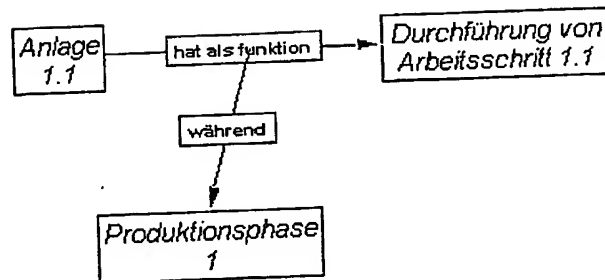 Anlage
1.1
hat als funktion
Durchführung von
Arbeitsschritt 1.1
während
Produktionsphase
1